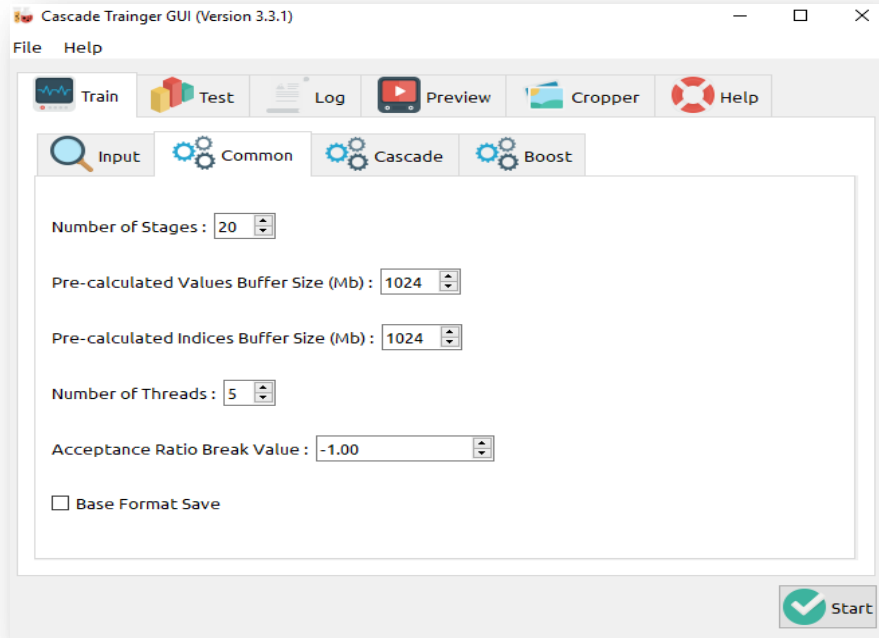 Cascade Trainger GUI (Version 3.3.1)
File Help
Train Test Log Preview Cropper Help
Input Common Cascade Boost
Number of Stages : 20
Pre-calculated Values Buffer Size (Mb) : 1024
Pre-calculated Indices Buffer Size (Mb) : 1024
Number of Threads : 5
Acceptance Ratio Break Value : -1.00
Base Format Save
Start